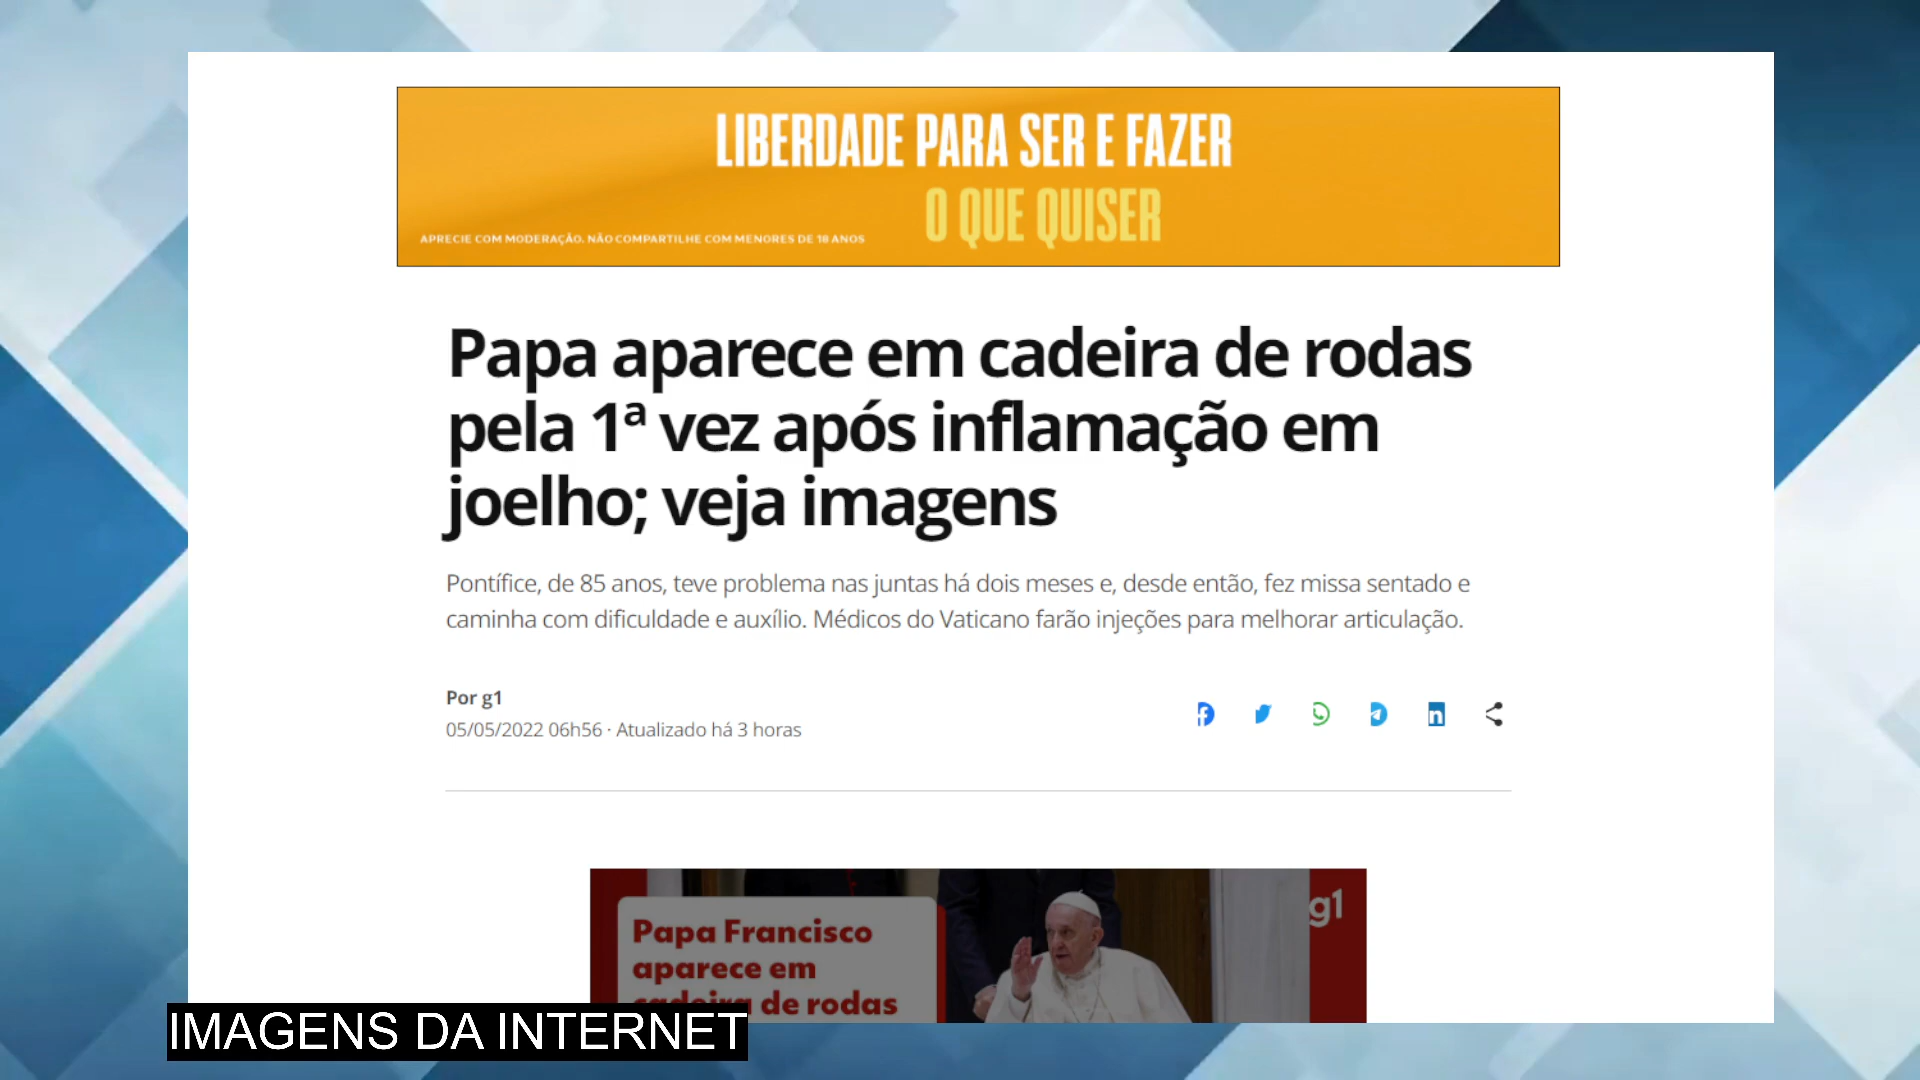 LIBERDADE PARA SER E FAZER
O QUE QUISER
APRECIE COM MODERAÇÃO. NÃO COMPARTILHE COM MENORES DE 18 ANOS
Papa aparece em cadeira de rodas
pela 1ª vez após inflamação em
joelho; veja imagens
Pontífice, de 85 anos, teve problema nas juntas há dois meses e, desde então, fez missa sentado e
caminha com dificuldade e auxílio. Médicos do Vaticano farão injeções para melhorar articulação.
Por g1
05/05/2022 06h56 · Atualizado há 3 horas
g1
Papa Francisco
aparece em
cadeira de rodas
IMAGENS DA INTERNET